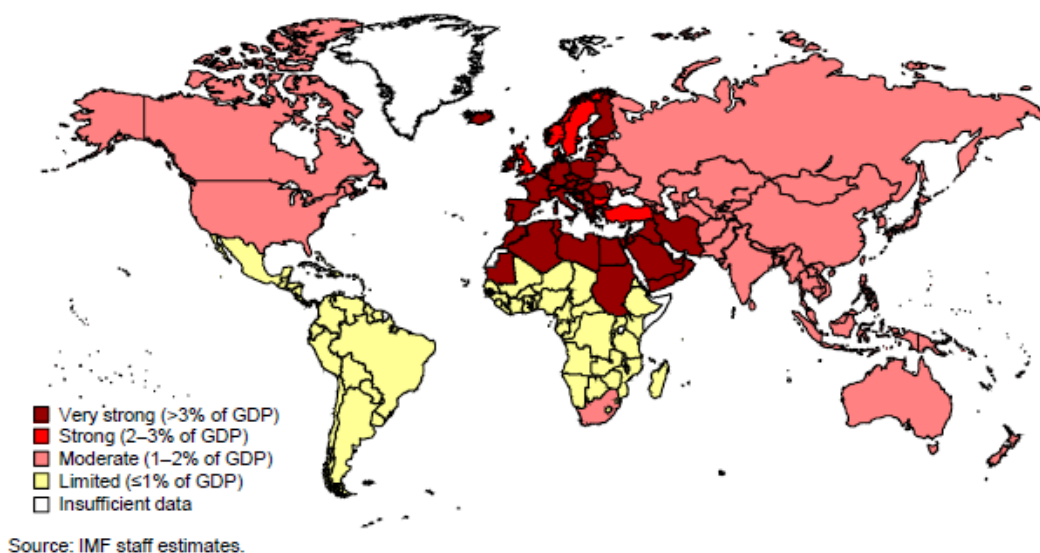 Very strong (>3% of GDP)
Strong (2–3% of GDP)
Moderate (1–2% of GDP)
Limited (≤1% of GDP)
Insufficient data
Source: IMF staff estimates.